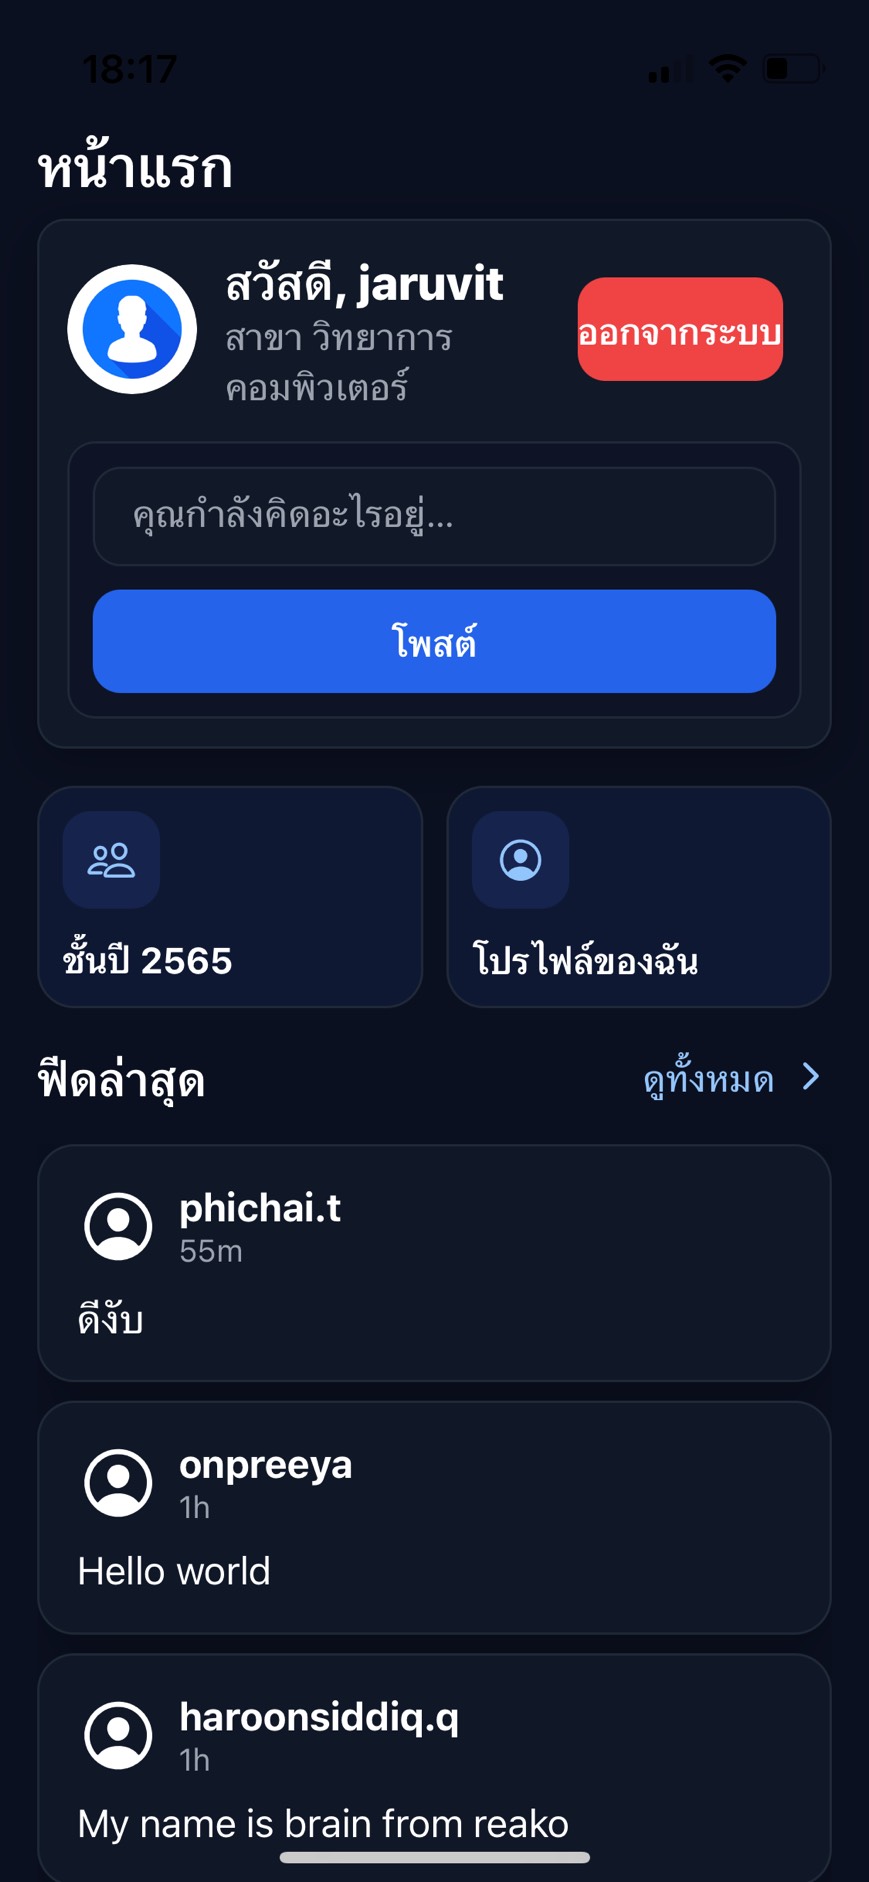 18:17
หน้าแรก
สวัสดี, jaruvit
สาขา วิทยาการ
คอมพิวเตอร์
ออกจากระบบ
คุณกำลังคิดอะไรอยู่...
โพสต์
ชั้นปี 2565
โปรไฟล์ของฉัน
ฟีดล่าสุด
ดูทั้งหมด
phichai.t
55m
ดีงับ
onpreeya
1h
Hello world
haroonsiddiq.q
1h
My name is brain from reako